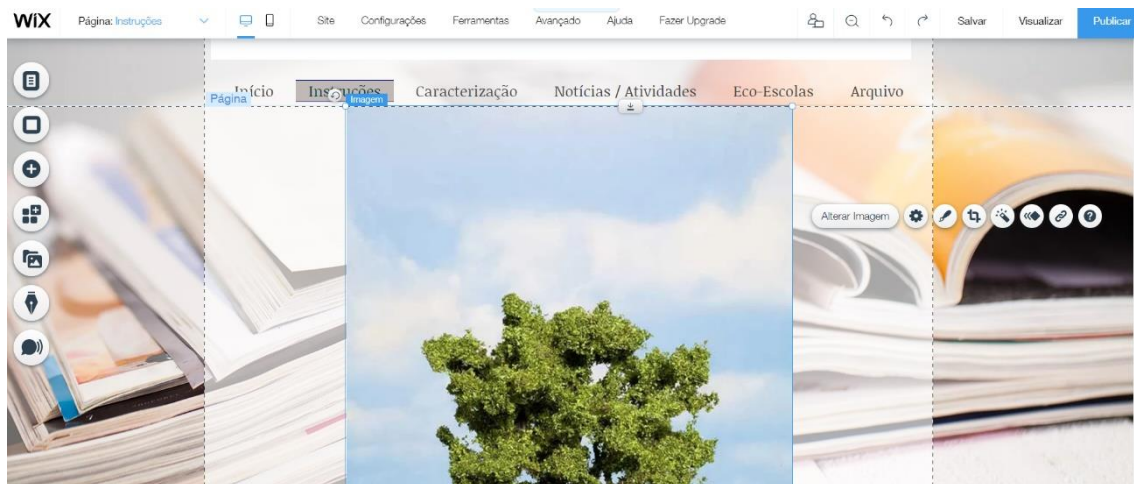 WiX Página: Instruções Site Configurações Ferramentas Avançado Ajuda Fazer Upgrade Salvar Visualizar Publicar
Início Instruções Caracterização Notícias / Atividades Eco-Escolas Arquivo
Página Imagem
Alterar Imagem